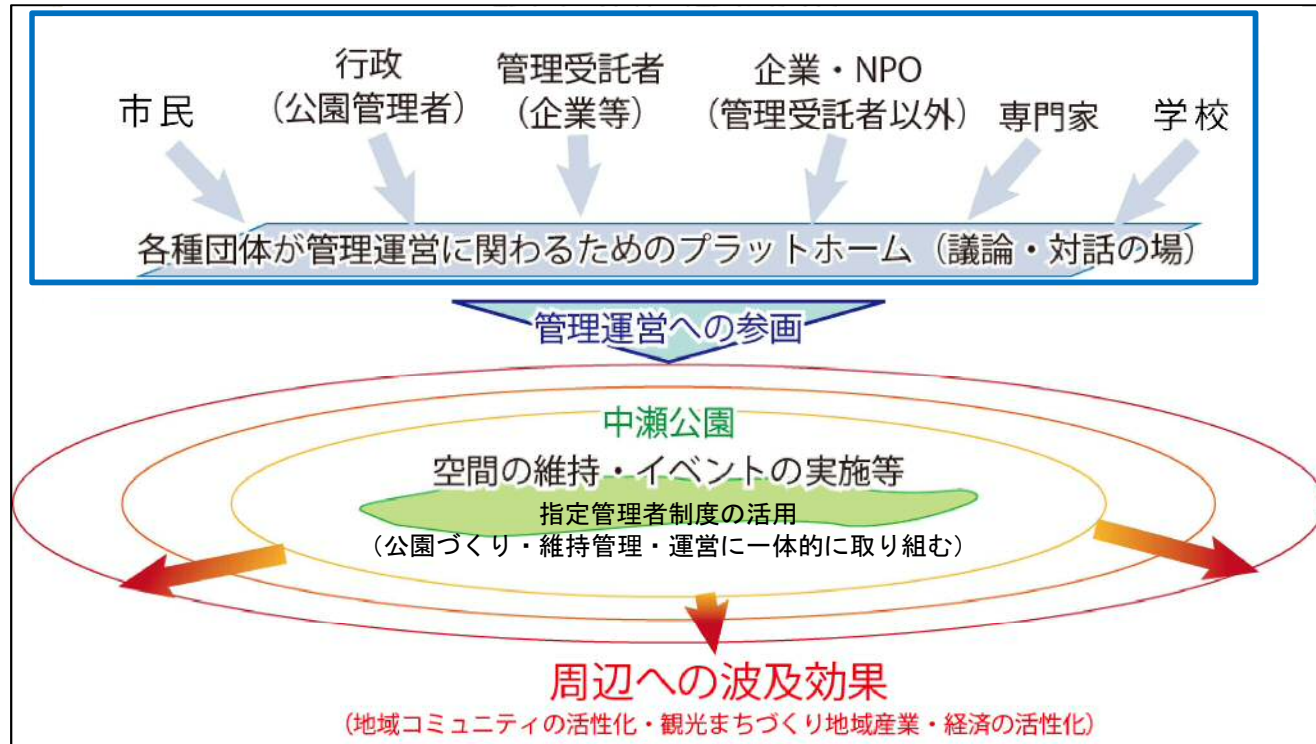 市民
行政
（公園管理者）
管理受託者
（企業等）
企業・NPO
（管理受託者以外）
専門家
学校
各種団体が管理運営に関わるためのプラットホーム（議論・対話の場）
管理運営への参画
中瀬公園
空間の維持・イベントの実施等
指定管理者制度の活用
（公園づくり・維持管理・運営に一体的に取り組む）
周辺への波及効果
（地域コミュニティの活性化・観光まちづくり地域産業・経済の活性化）